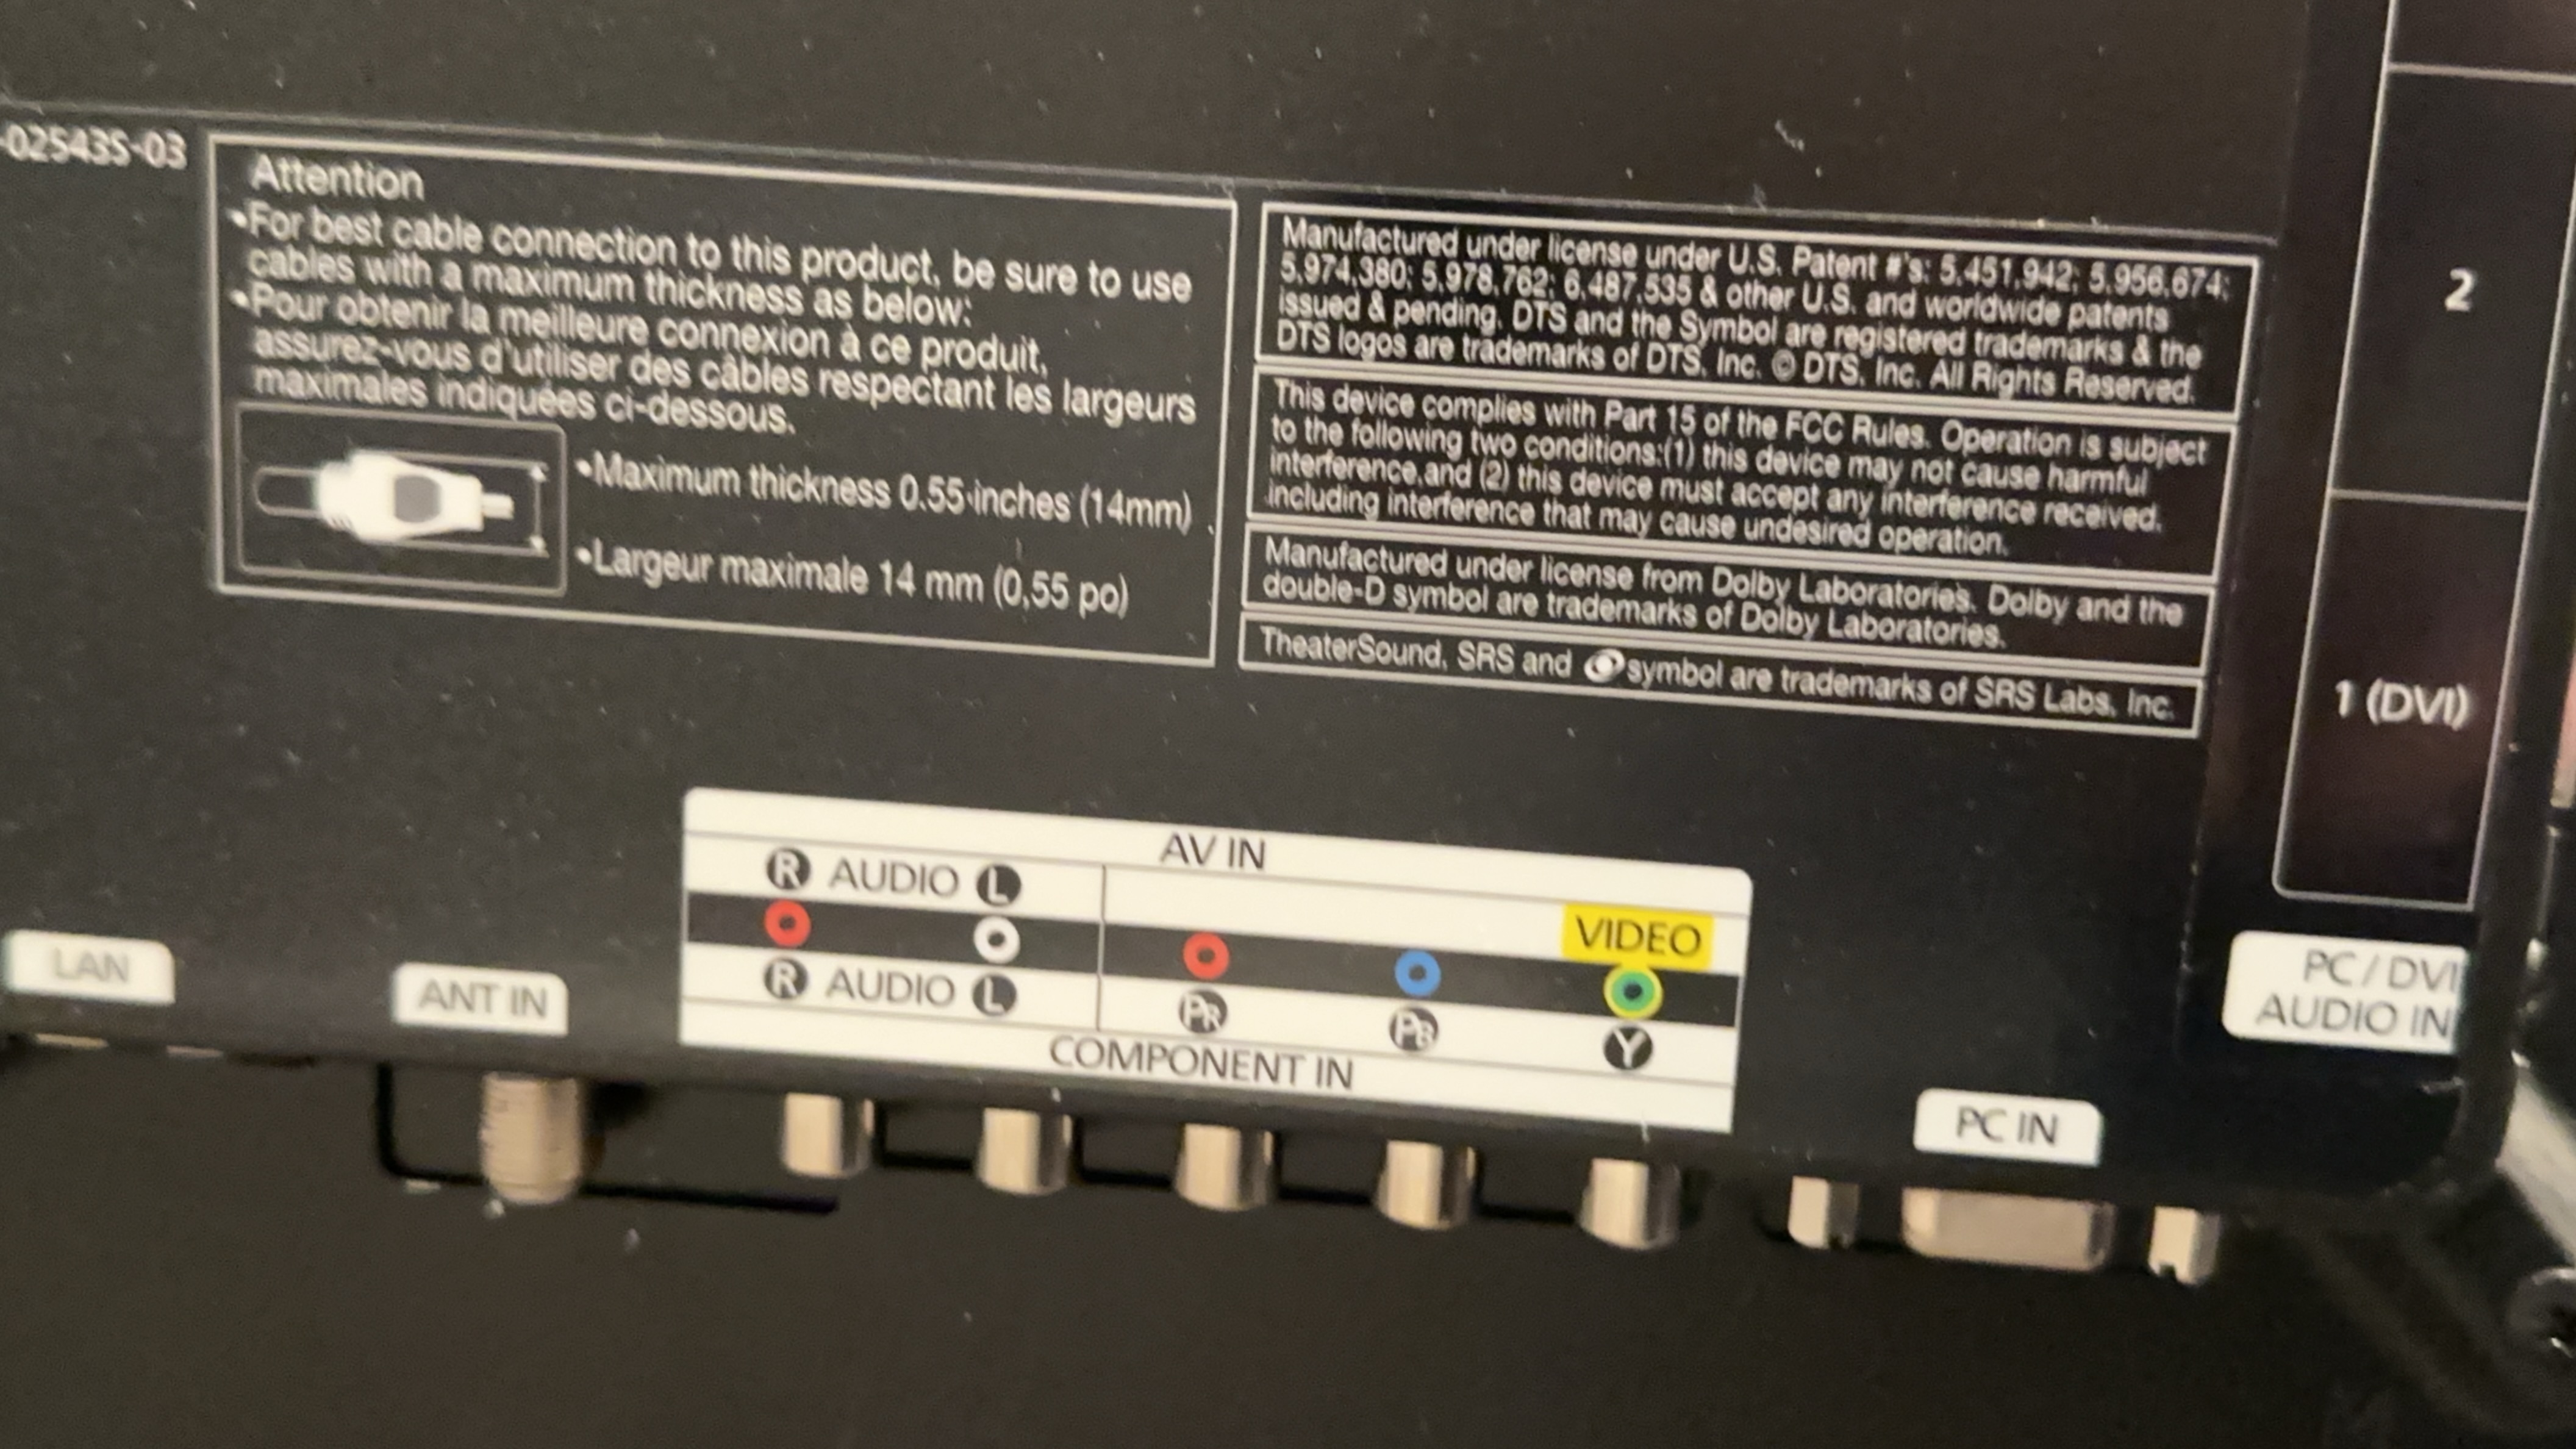 -02543S-03
Attention
•For best cable connection to this product, be sure to use
cables with a maximum thickness as below:
•Pour obtenir la meilleure connexion à ce produit,
assurez-vous d'utiliser des câbles respectant les largeurs
maximales indiquées ci-dessous.
•Maximum thickness 0.55 inches (14mm)
•Largeur maximale 14 mm (0,55 po)
Manufactured under license under U.S. Patent #'s: 5,451,942; 5,956,674;
5,974,380; 5,978,762; 6,487,535 & other U.S. and worldwide patents
issued & pending. DTS and the Symbol are registered trademarks & the
DTS logos are trademarks of DTS, Inc. © DTS, Inc. All Rights Reserved.
This device complies with Part 15 of the FCC Rules. Operation is subject
to the following two conditions:(1) this device may not cause harmful
interference,and (2) this device must accept any interference received,
including interference that may cause undesired operation.
Manufactured under license from Dolby Laboratories. Dolby and the
double-D symbol are trademarks of Dolby Laboratories.
TheaterSound, SRS and symbol are trademarks of SRS Labs, Inc.
2
1 (DVI)
LAN
ANT IN
AV IN
R AUDIO L
VIDEO
R AUDIO L
PR
PB
Y
COMPONENT IN
PC IN
PC / DVI
AUDIO IN